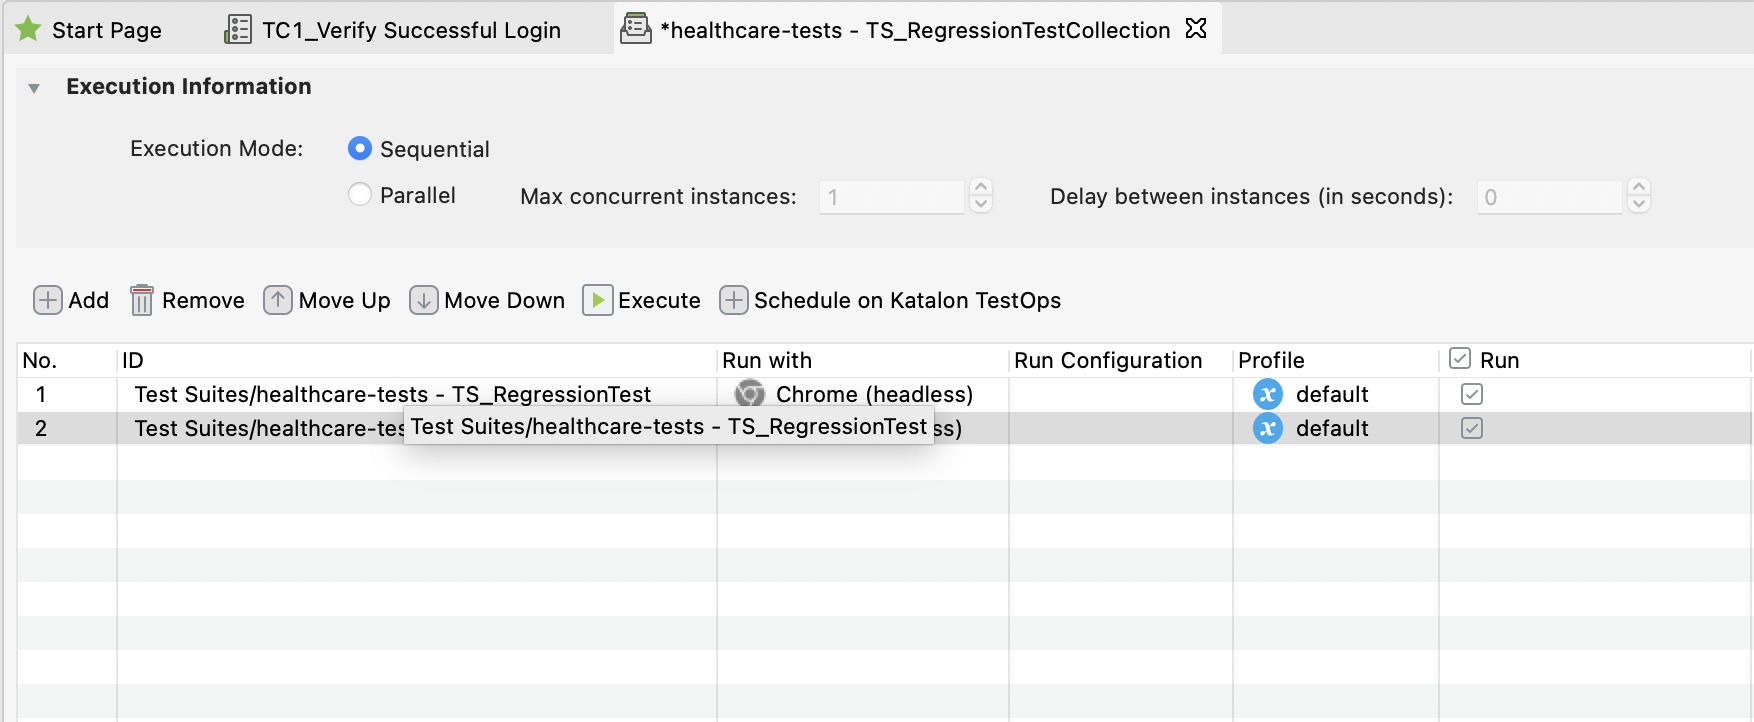 Start Page
TC1_Verify Successful Login
*healthcare-tests - TS_RegressionTestCollection
Execution Information
Execution Mode:
Sequential
Parallel
Max concurrent instances:
1
Delay between instances (in seconds):
0
Add
Remove
Move Up
Move Down
Execute
Schedule on Katalon TestOps
No. ID Run with Run Configuration Profile Run
1 Test Suites/healthcare-tests - TS_RegressionTest Chrome (headless) default
2 Test Suites/healthcare-tes ss) default
Test Suites/healthcare-tests - TS_RegressionTest